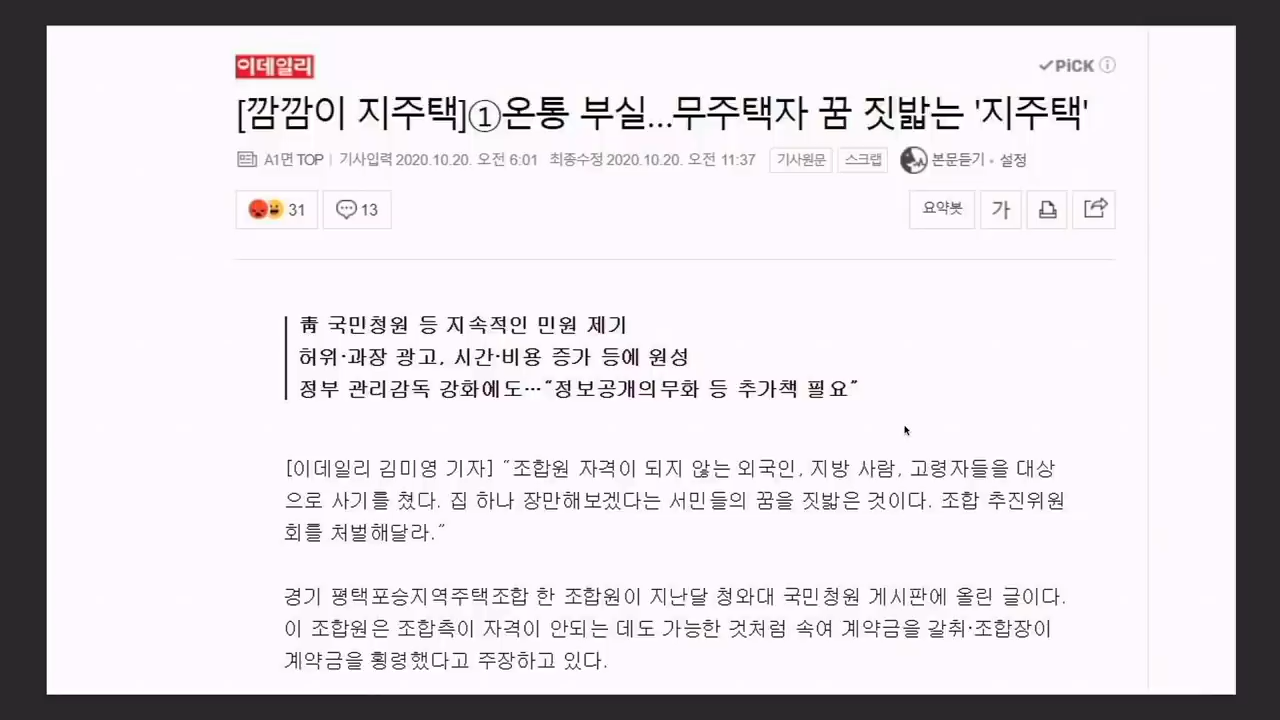 이데일리
PiCK
[깜깜이 지주택]①온통 부실...무주택자 꿈 짓밟는 '지주택'
A1면 TOP 기사입력 2020.10.20. 오전 6:01 최종수정 2020.10.20. 오전 11:37 기사원문 스크랩 본문듣기 · 설정
31 13 요약봇 가
靑 국민청원 등 지속적인 민원 제기
허위·과장 광고, 시간·비용 증가 등에 원성
정부 관리감독 강화에도…“정보공개의무화 등 추가책 필요”
[이데일리 김미영 기자] “조합원 자격이 되지 않는 외국인, 지방 사람, 고령자들을 대상
으로 사기를 쳤다. 집 하나 장만해보겠다는 서민들의 꿈을 짓밟은 것이다. 조합 추진위원
회를 처벌해달라.”
경기 평택포승지역주택조합 한 조합원이 지난달 청와대 국민청원 게시판에 올린 글이다.
이 조합원은 조합측이 자격이 안되는 데도 가능한 것처럼 속여 계약금을 갈취·조합장이
계약금을 횡령했다고 주장하고 있다.